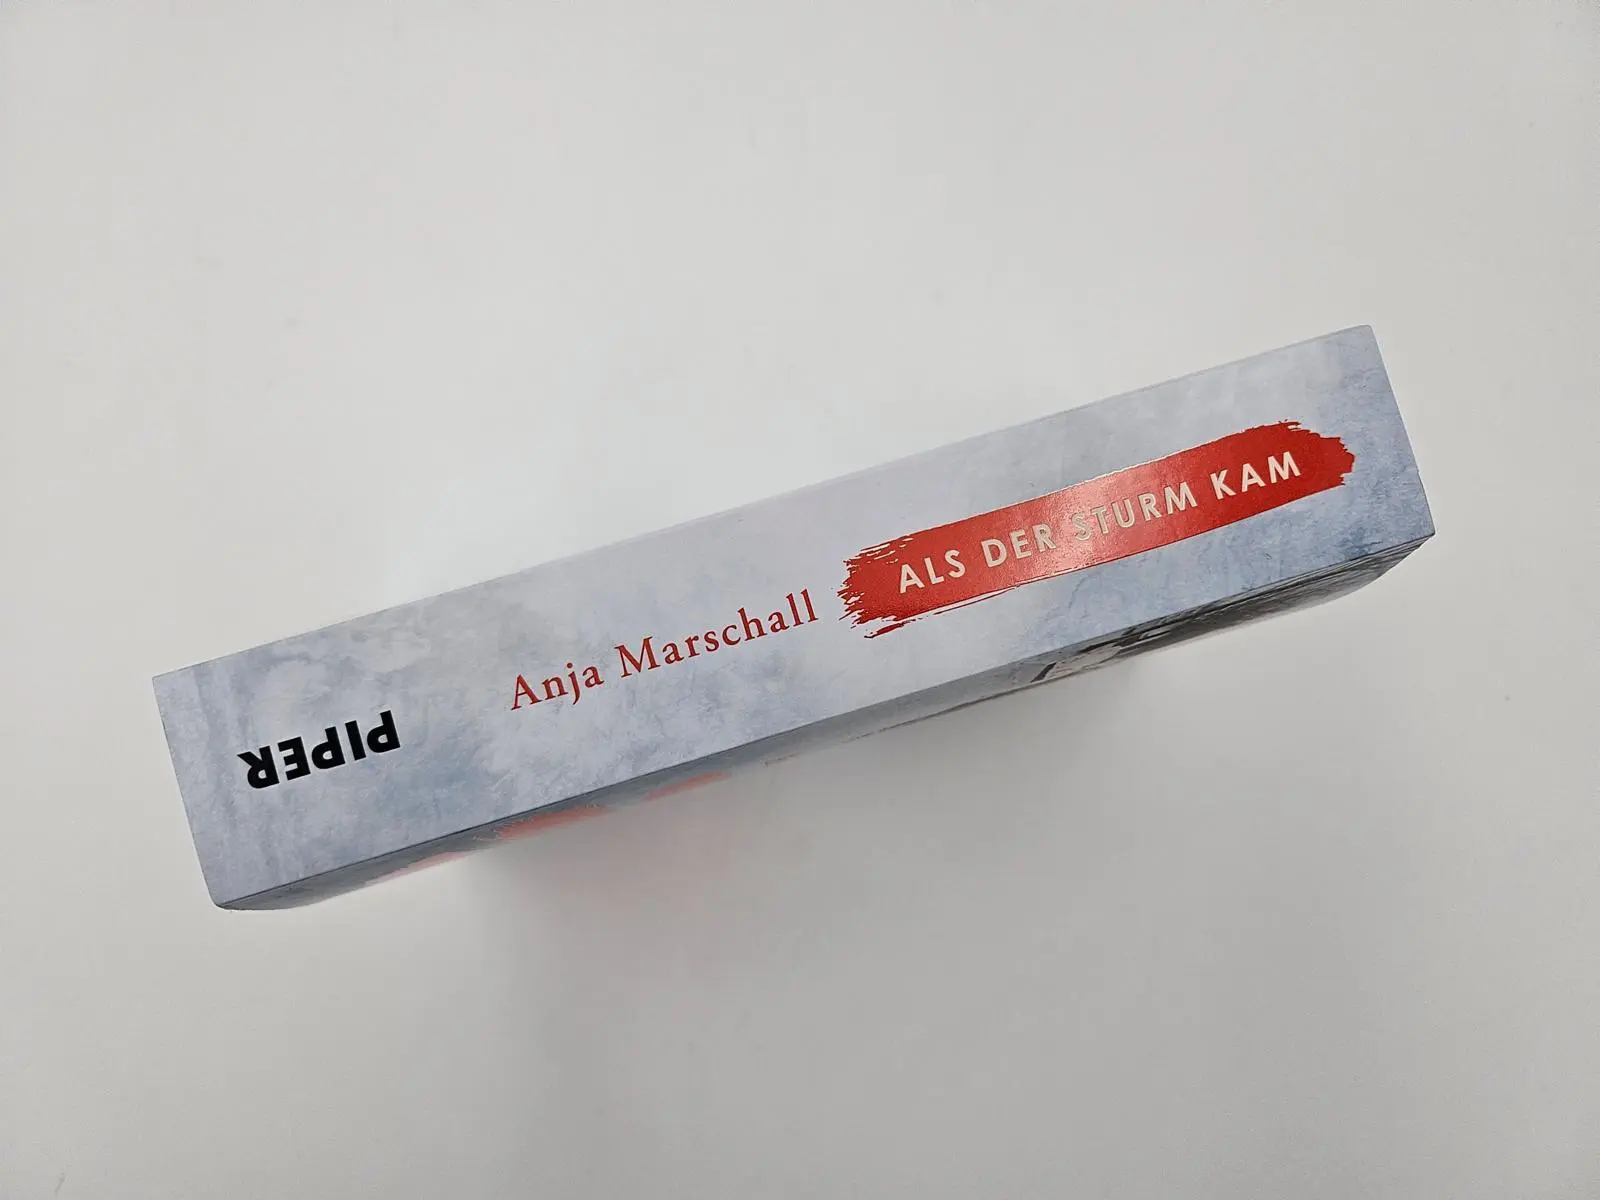 Anja Marschall
ALS DER STURM KAM
PIPER